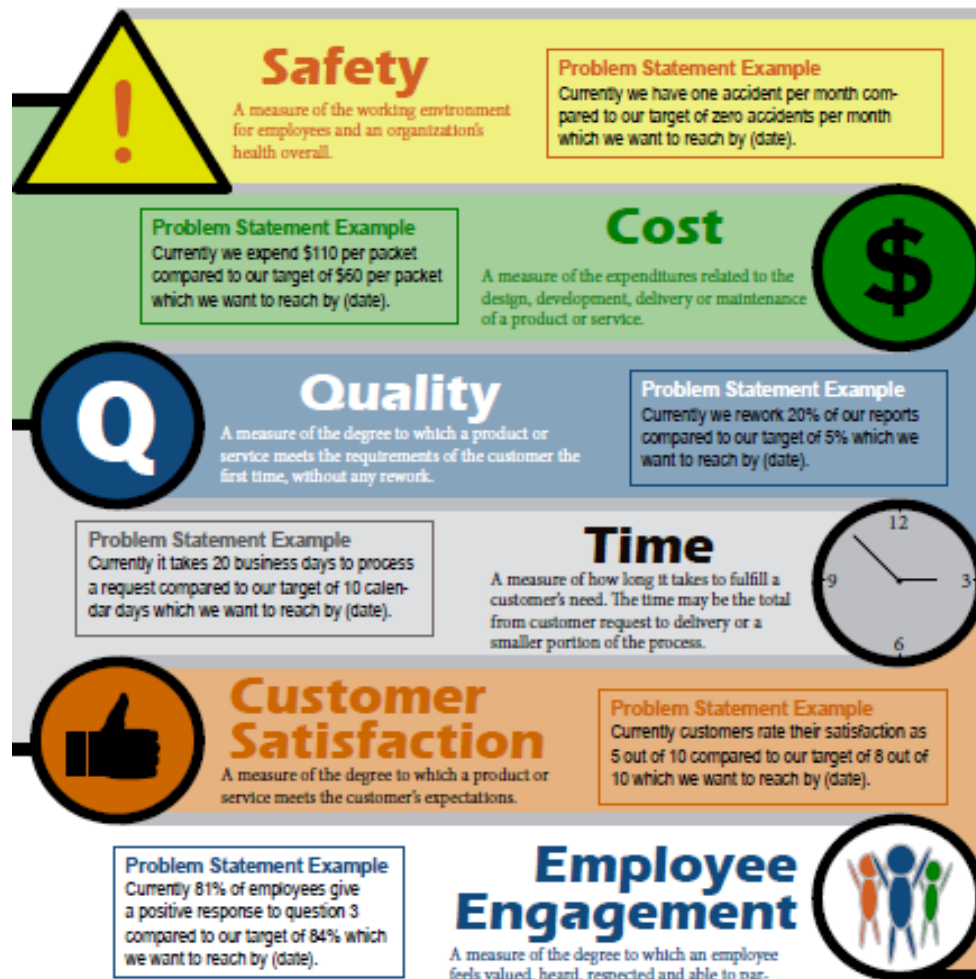 !
Safety
A measure of the working environment
for employees and an organization's
health overall.
Problem Statement Example
Currently we have one accident per month com-
pared to our target of zero accidents per month
which we want to reach by (date).
Problem Statement Example
Currently we expend $110 per packet
compared to our target of $60 per packet
which we want to reach by (date).
Cost
A measure of the expenditures related to the
design, development, delivery or maintenance
of a product or service.
$
Q
Quality
A measure of the degree to which a product or
service meets the requirements of the customer the
first time, without any rework.
Problem Statement Example
Currently we rework 20% of our reports
compared to our target of 5% which we
want to reach by (date).
Problem Statement Example
Currently it takes 20 business days to process
a request compared to our target of 10 calen-
dar days which we want to reach by (date).
Time
A measure of how long it takes to fulfill a
customer's need. The time may be the total
from customer request to delivery or a
smaller portion of the process.
12
9
3
6
Customer
Satisfaction
A measure of the degree to which a product or
service meets the customer's expectations.
Problem Statement Example
Currently customers rate their satisfaction as
5 out of 10 compared to our target of 8 out of
10 which we want to reach by (date).
Problem Statement Example
Currently 81% of employees give
a positive response to question 3
compared to our target of 84% which
we want to reach by (date).
Employee
Engagement
A measure of the degree to which an employee
feels valued, heard, respected and able to par-